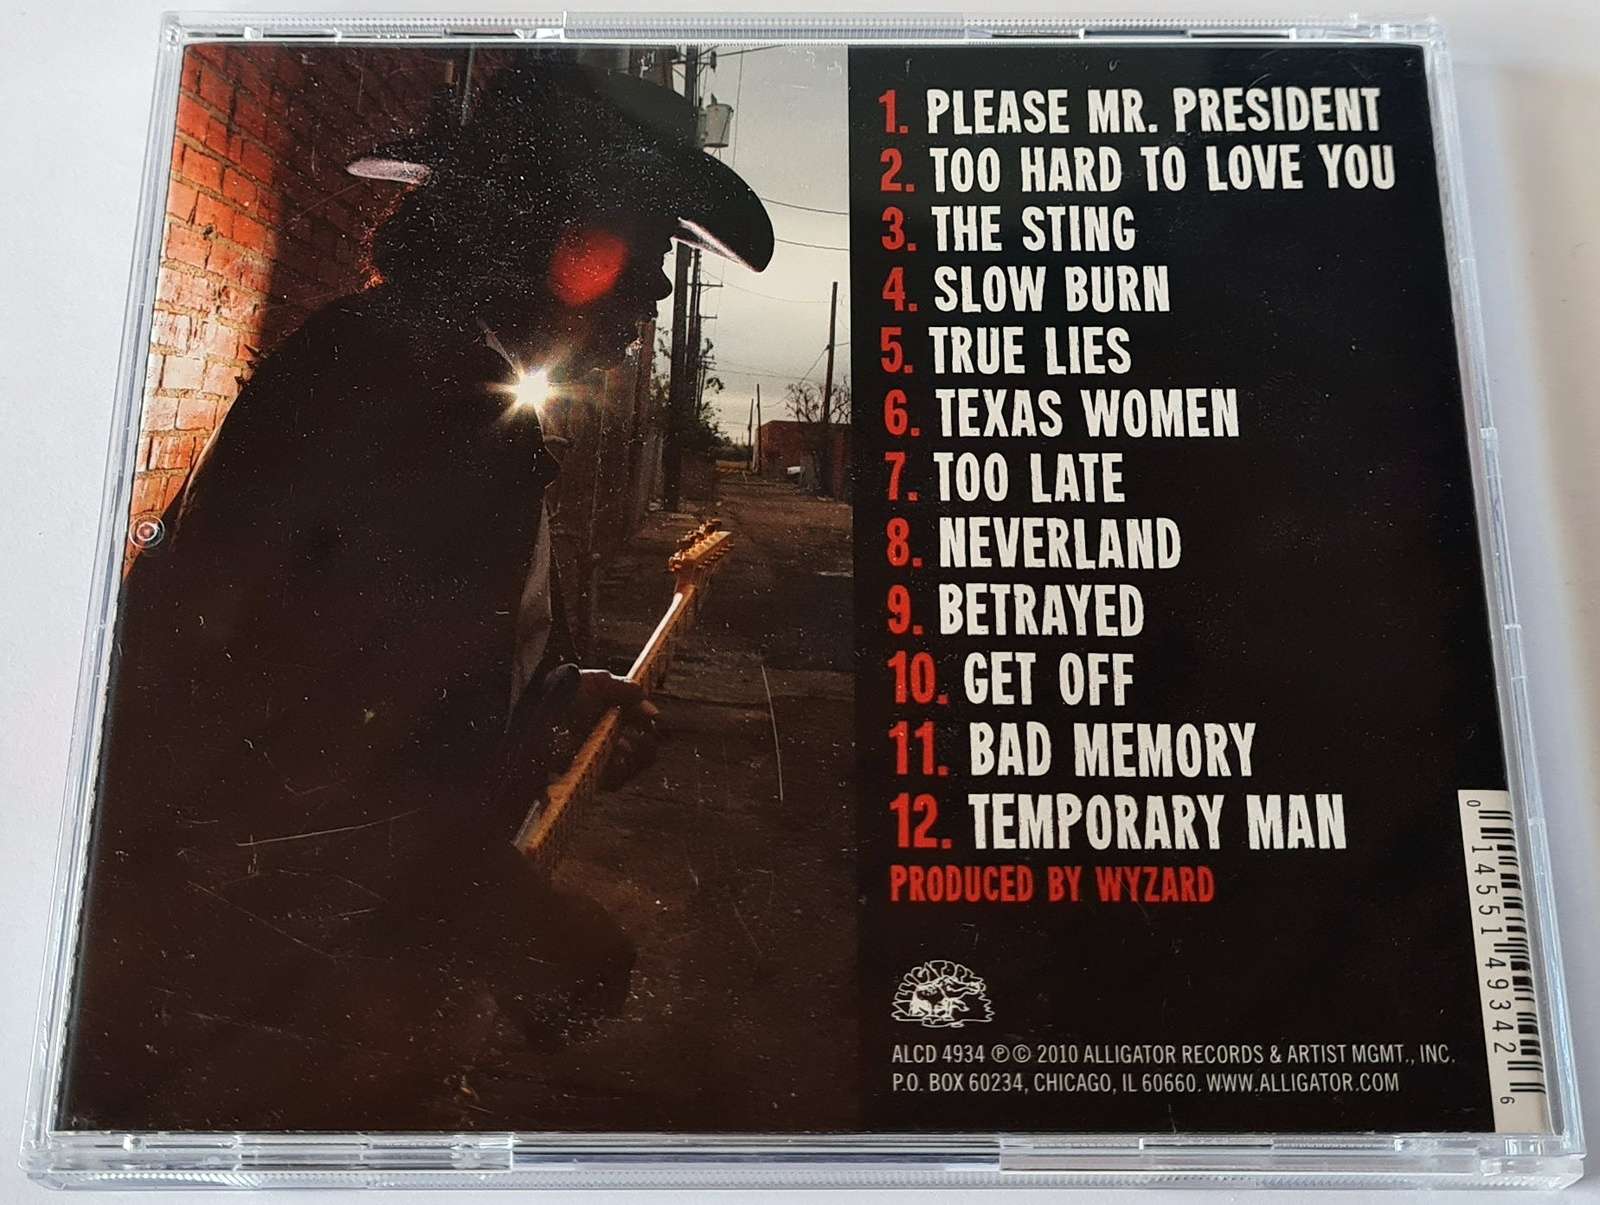 1. PLEASE MR. PRESIDENT
2. TOO HARD TO LOVE YOU
3. THE STING
4. SLOW BURN
5. TRUE LIES
6. TEXAS WOMEN
7. TOO LATE
8. NEVERLAND
9. BETRAYED
10. GET OFF
11. BAD MEMORY
12. TEMPORARY MAN
PRODUCED BY WYZARD
ALLIGATOR
ALCD 4934 ℗© 2010 ALLIGATOR RECORDS & ARTIST MGMT., INC.
P.O. BOX 60234, CHICAGO, IL 60660. WWW.ALLIGATOR.COM
0 14551 49342 6